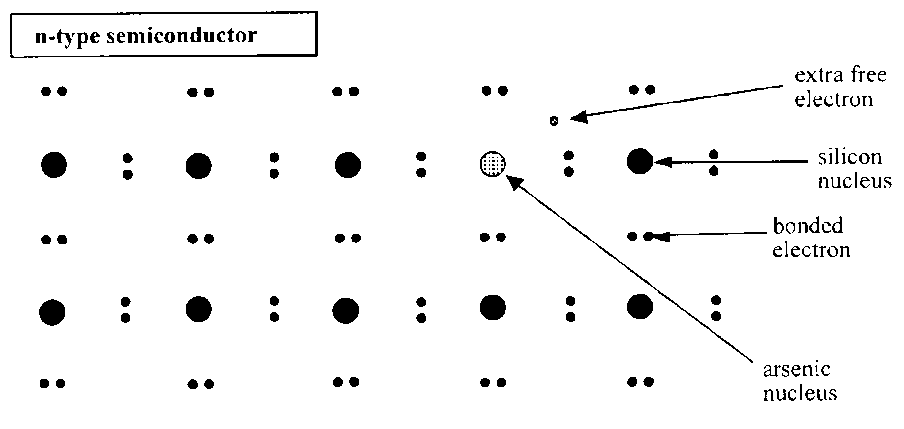 n-type semiconductor
extra free
electron
silicon
nucleus
bonded
electron
arsenic
nucleus